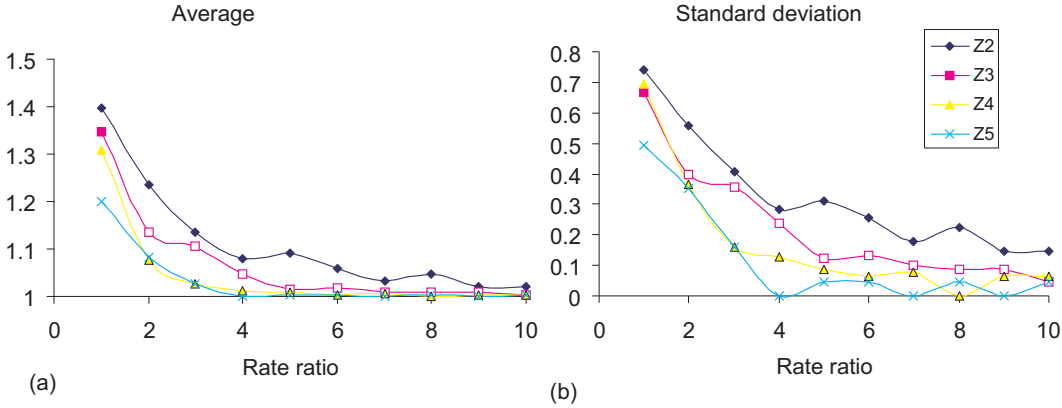 Average
1.5
1.4
1.3
1.2
1.1
1
0 2 4 6 8 10
Rate ratio
(a)
Standard deviation
0.8
0.7
0.6
0.5
0.4
0.3
0.2
0.1
0
0 2 4 6 8 10
Rate ratio
(b)
Z2
Z3
Z4
Z5